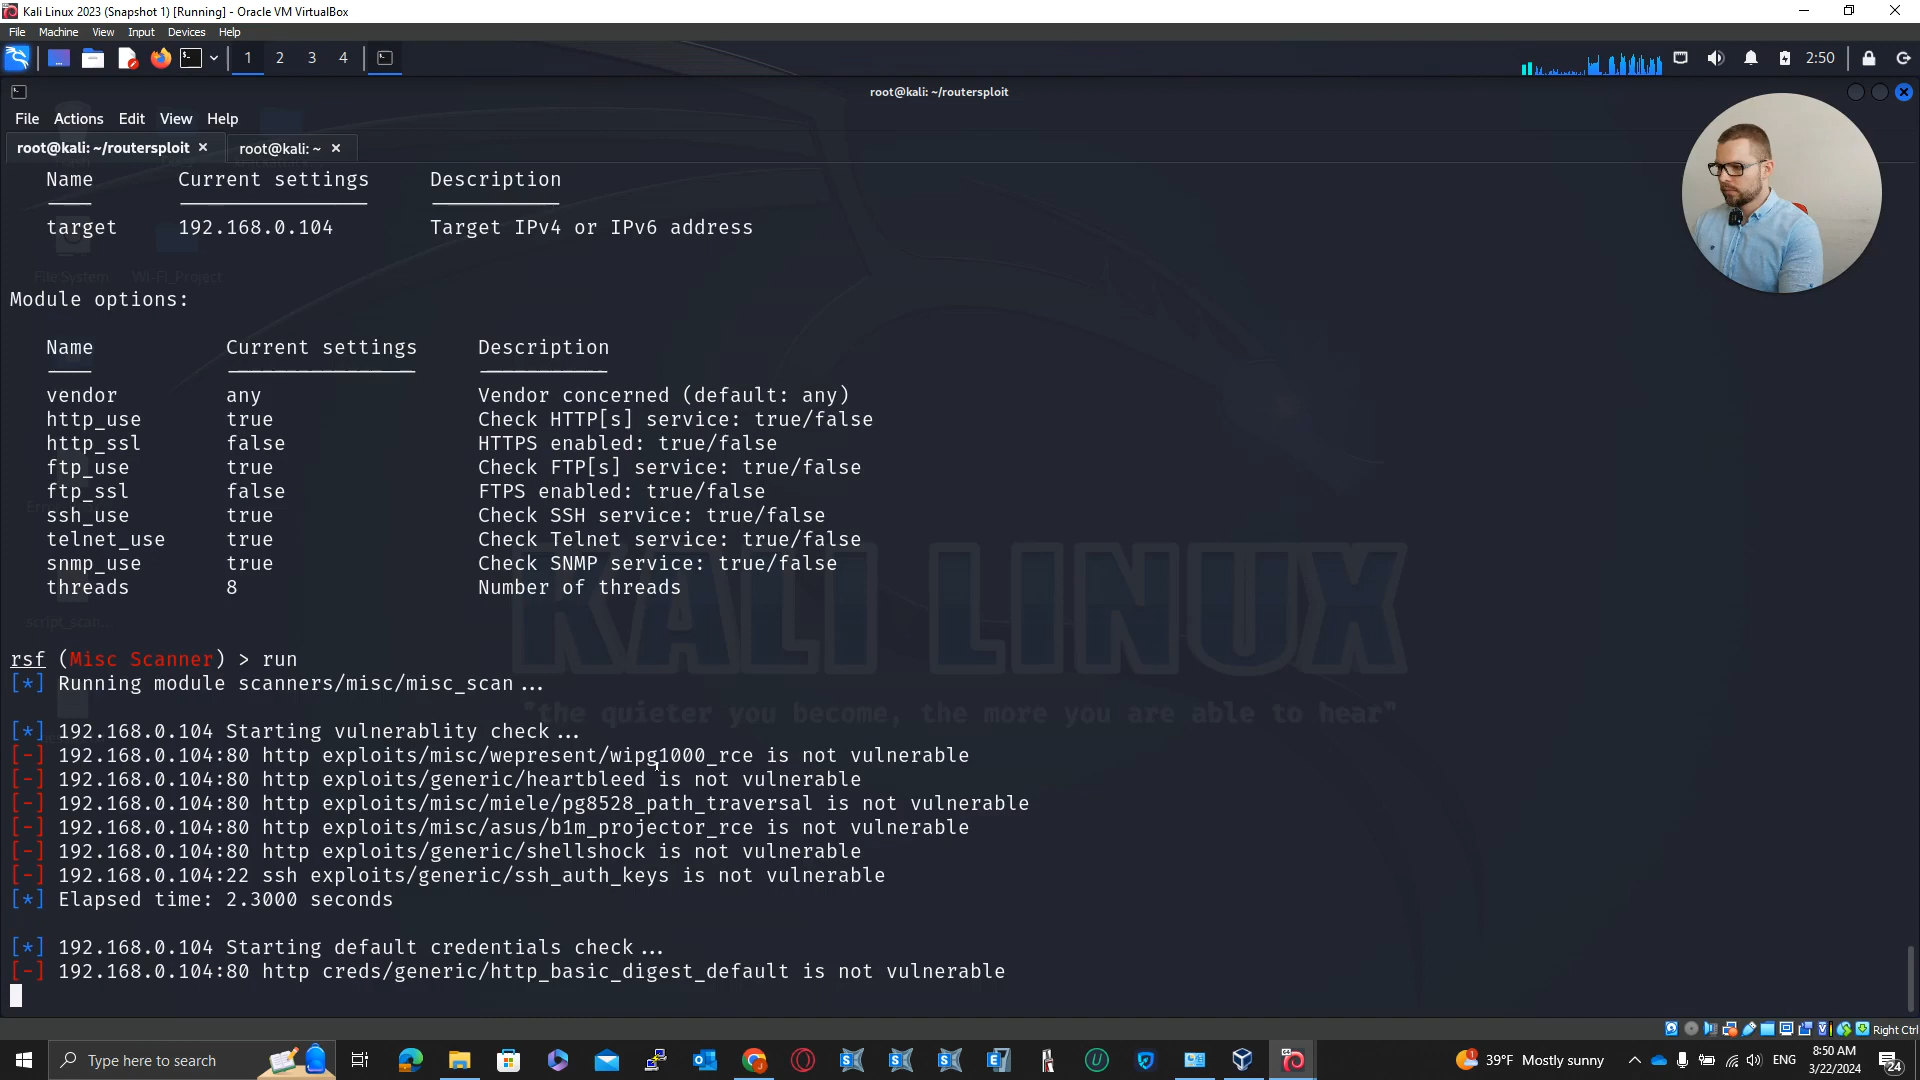 Kali Linux 2023 (Snapshot 1) [Running] - Oracle VM VirtualBox
File Machine View Input Devices Help
1 2 3 4
2:50
root@kali: ~/routersploit
File Actions Edit View Help
root@kali: ~/routersploit × root@kali: ~ ×
Name Current settings Description
target 192.168.0.104 Target IPv4 or IPv6 address
File System Wi-Fi_Project
Module options:
Name Current settings Description
vendor any Vendor concerned (default: any)
http_use true Check HTTP[s] service: true/false
http_ssl false HTTPS enabled: true/false
ftp_use true Check FTP[s] service: true/false
ftp_ssl false FTPS enabled: true/false
ssh_use true Check SSH service: true/false
telnet_use true Check Telnet service: true/false
snmp_use true Check SNMP service: true/false
threads 8 Number of threads
KALI LINUX
script_scan...
rsf (Misc Scanner) > run
[*] Running module scanners/misc/misc_scan...
"the quieter you become, the more you are able to hear"
[*] 192.168.0.104 Starting vulnerablity check...
[-] 192.168.0.104:80 http exploits/misc/wepresent/wipg1000_rce is not vulnerable
[-] 192.168.0.104:80 http exploits/generic/heartbleed is not vulnerable
[-] 192.168.0.104:80 http exploits/misc/miele/pg8528_path_traversal is not vulnerable
[-] 192.168.0.104:80 http exploits/misc/asus/b1m_projector_rce is not vulnerable
[-] 192.168.0.104:80 http exploits/generic/shellshock is not vulnerable
[-] 192.168.0.104:22 ssh exploits/generic/ssh_auth_keys is not vulnerable
[*] Elapsed time: 2.3000 seconds
[*] 192.168.0.104 Starting default credentials check...
[-] 192.168.0.104:80 http creds/generic/http_basic_digest_default is not vulnerable
Right Ctrl
Type here to search
39°F Mostly sunny
ENG
8:50 AM
3/22/2024
24